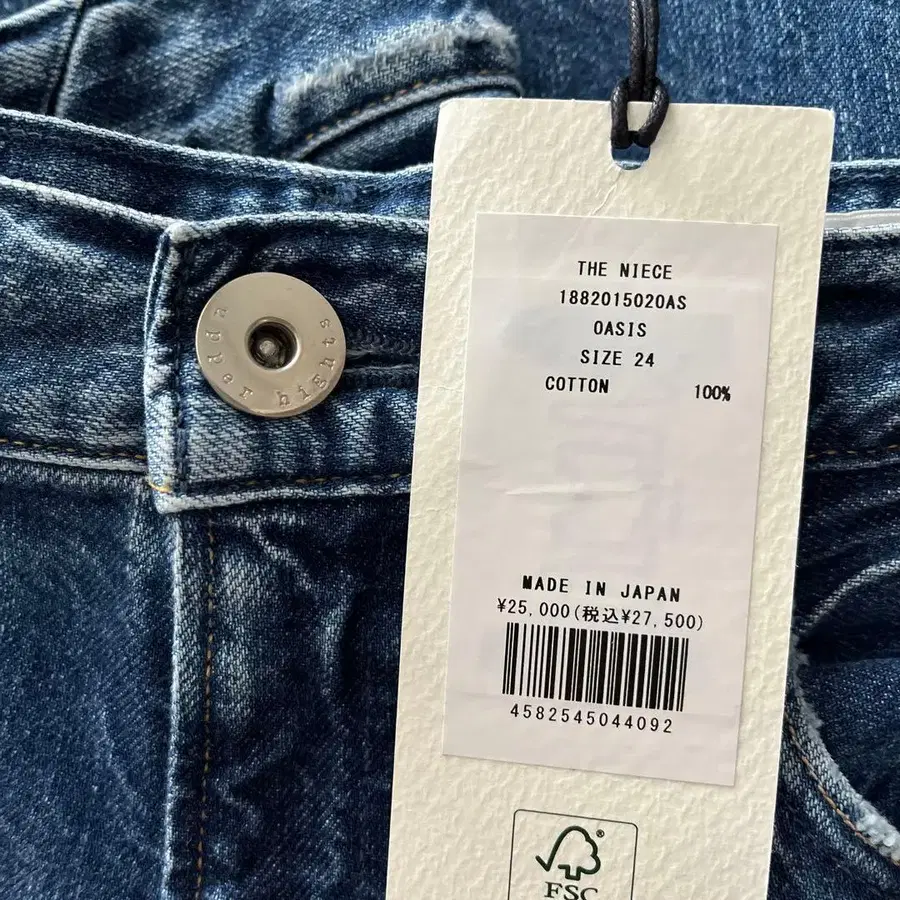 upper hights
THE NIECE
1882015020AS
OASIS
SIZE 24
COTTON 100%
MADE IN JAPAN
¥25,000(税込¥27,500)
4582545044092
®
FSC